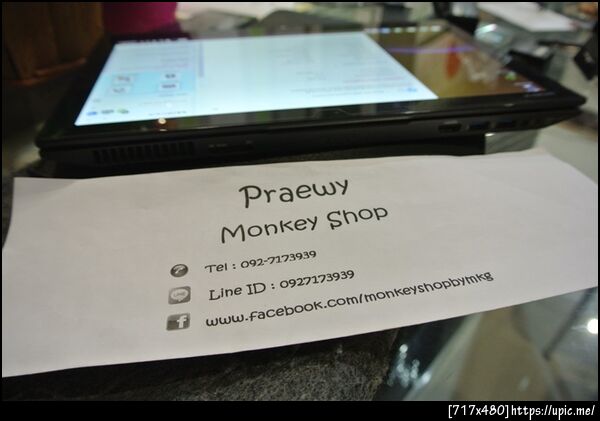 Praewy
Monkey Shop
Tel : 092-7173939
Line ID : 0927173939
www.facebook.com/monkeyshopbymkg
[717x480]https://upic.me/